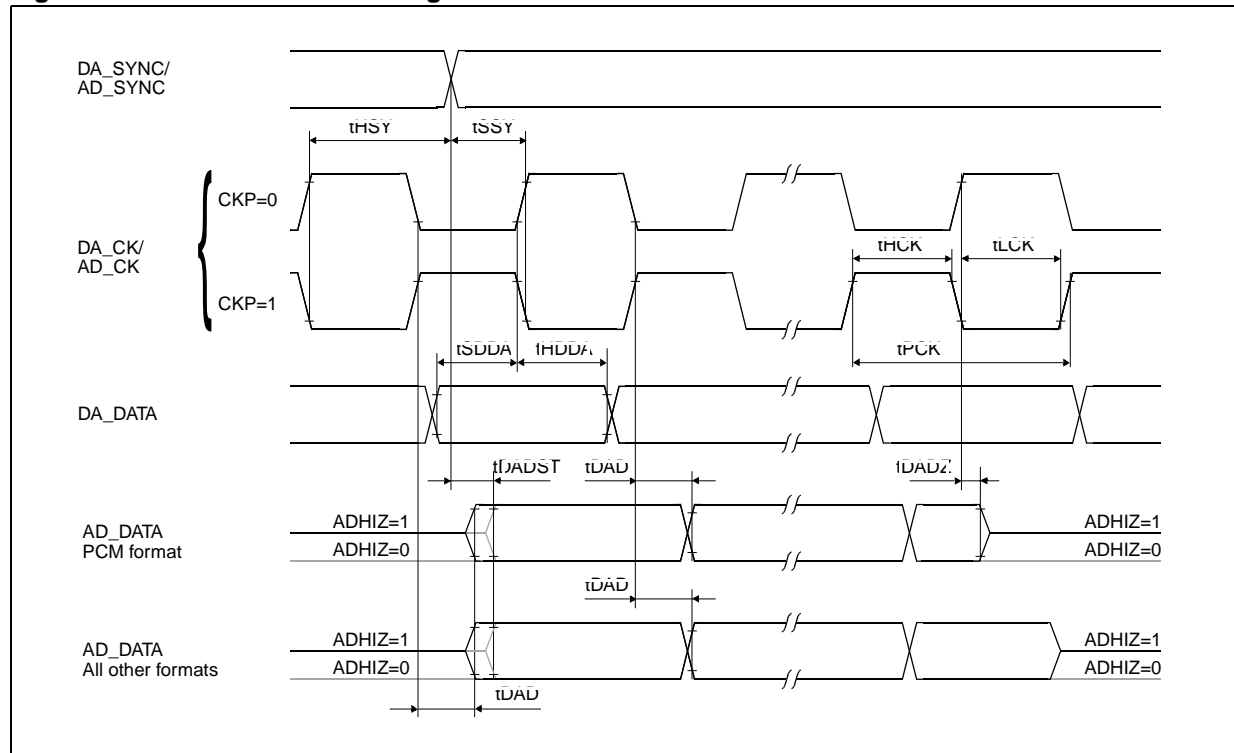 DA_SYNC/
AD_SYNC
tHSY
tSSY
CKP=0
DA_CK/
AD_CK
tHCK
tLCK
CKP=1
tSDDA
tHDDA
tPCK
DA_DATA
tDADST
tDAD
tDADZ
ADHIZ=1
ADHIZ=1
AD_DATA
PCM format
ADHIZ=0
ADHIZ=0
tDAD
ADHIZ=1
ADHIZ=1
AD_DATA
All other formats
ADHIZ=0
ADHIZ=0
tDAD